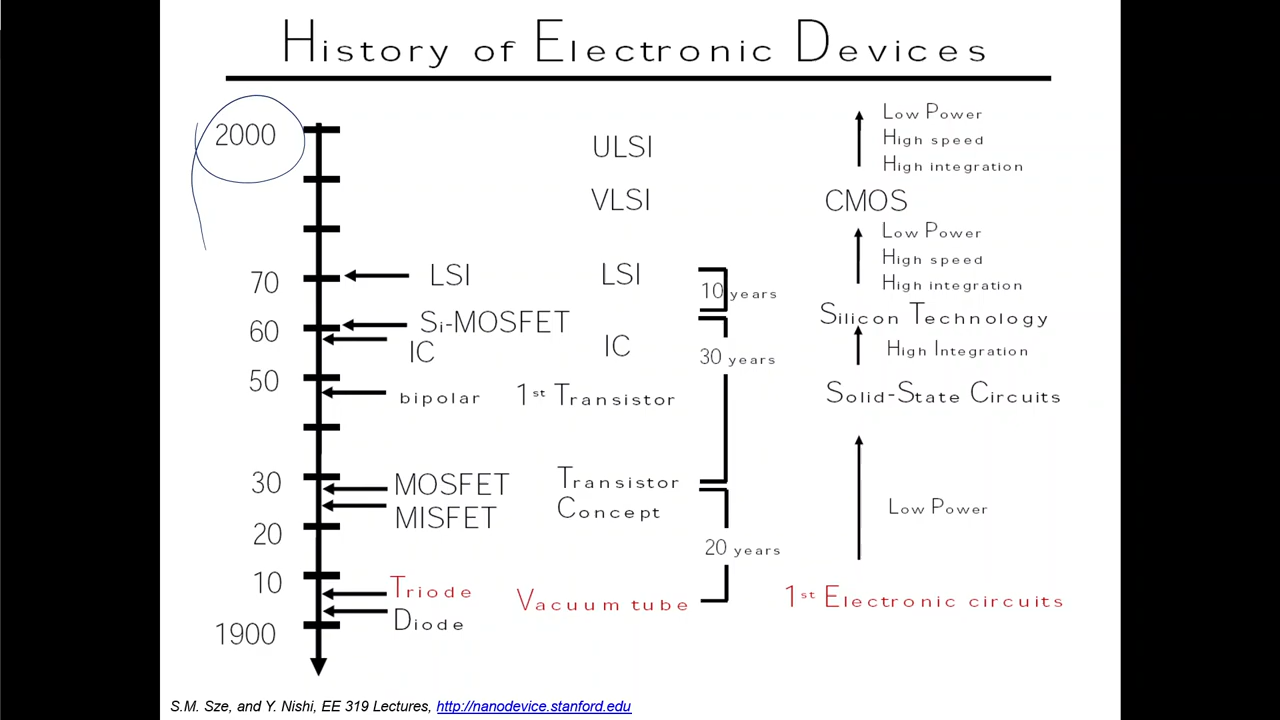 History of Electronic Devices
2000
ULSI
Low Power
High speed
High integration
VLSI
CMOS
Low Power
High speed
High integration
70
LSI
LSI
10 years
60
Si-MOSFET
Silicon Technology
IC
IC
30 years
High Integration
50
bipolar
1st Transistor
Solid-State Circuits
30
MOSFET
Transistor
MISFET
Concept
Low Power
20
20 years
10
Triode
Vacuum tube
1st Electronic circuits
Diode
1900
S.M. Sze, and Y. Nishi, EE 319 Lectures, http://nanodevice.stanford.edu